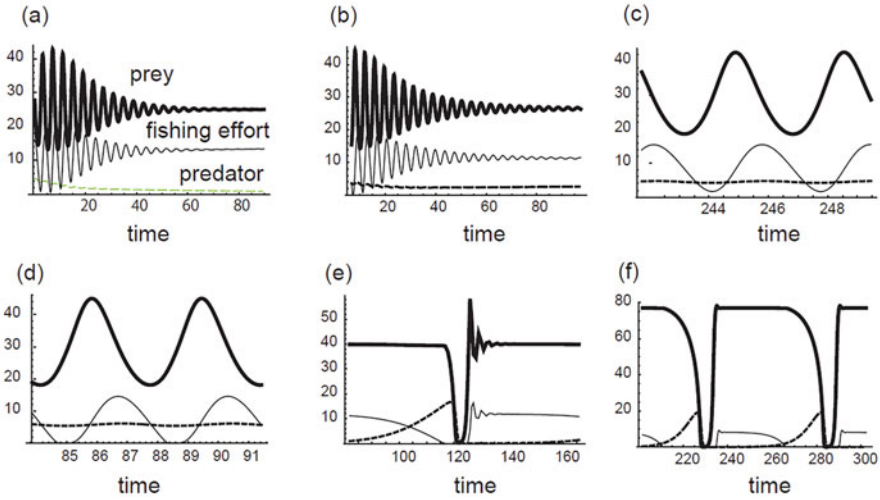 (a)
40
30
20
10
prey
fishing effort
predator
20 40 60 80
time
(b)
40
30
20
10
20 40 60 80
time
(c)
40
30
20
10
244 246 248
time
(d)
40
30
20
10
85 86 87 88 89 90 91
time
(e)
50
40
30
20
10
100 120 140 160
time
(f)
80
60
40
20
220 240 260 280 300
time